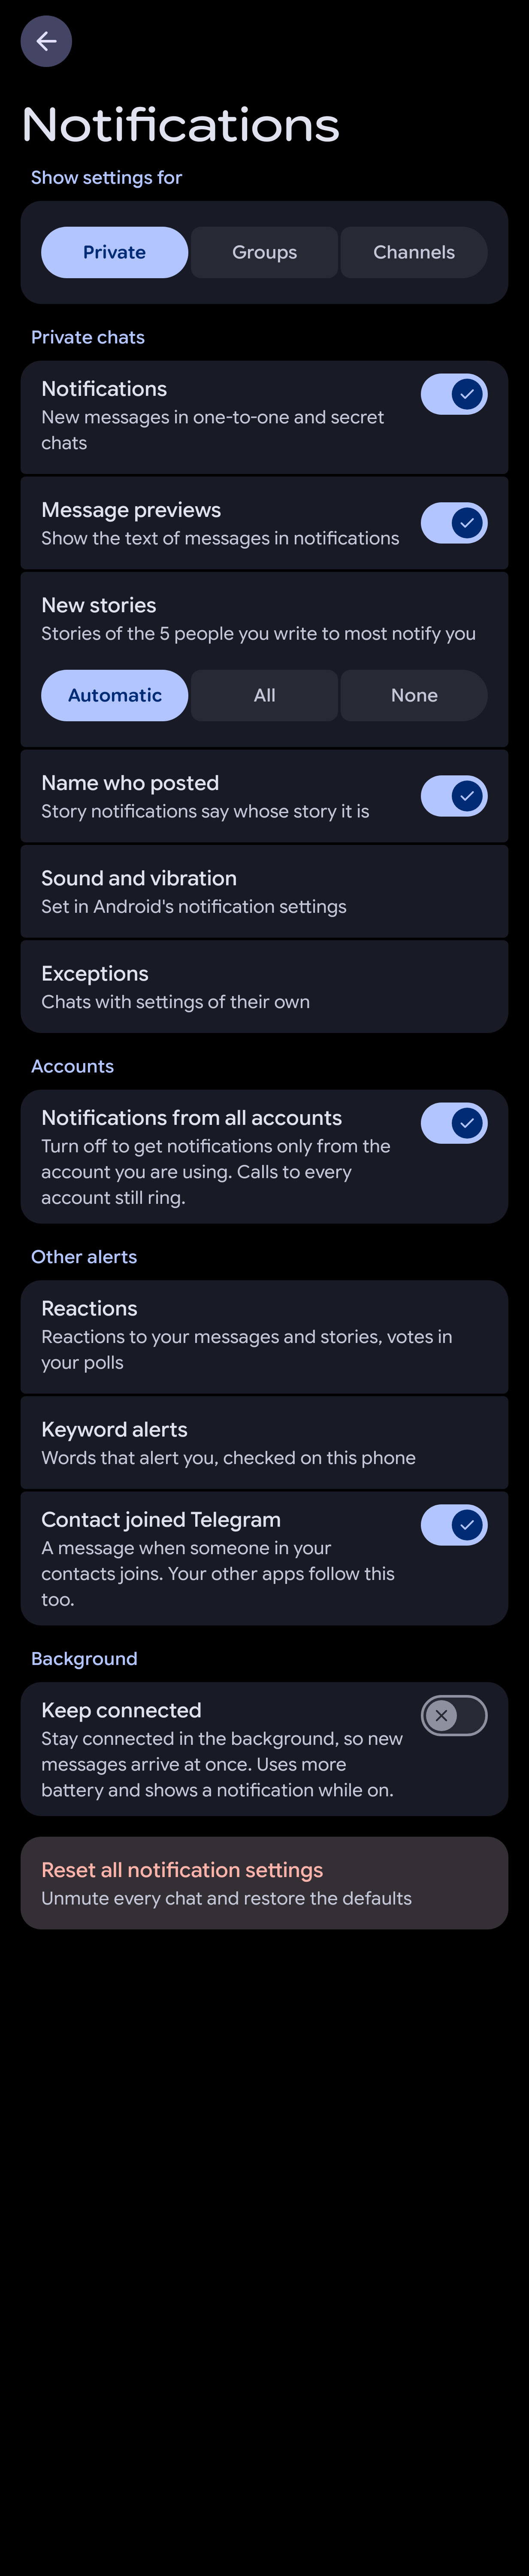 Notifications
Show settings for
Private
Groups
Channels
Private chats
Notifications
New messages in one-to-one and secret
chats
Message previews
Show the text of messages in notifications
New stories
Stories of the 5 people you write to most notify you
Automatic
All
None
Name who posted
Story notifications say whose story it is
Sound and vibration
Set in Android's notification settings
Exceptions
Chats with settings of their own
Accounts
Notifications from all accounts
Turn off to get notifications only from the
account you are using. Calls to every
account still ring.
Other alerts
Reactions
Reactions to your messages and stories, votes in
your polls
Keyword alerts
Words that alert you, checked on this phone
Contact joined Telegram
A message when someone in your
contacts joins. Your other apps follow this
too.
Background
Keep connected
Stay connected in the background, so new
messages arrive at once. Uses more
battery and shows a notification while on.
Reset all notification settings
Unmute every chat and restore the defaults